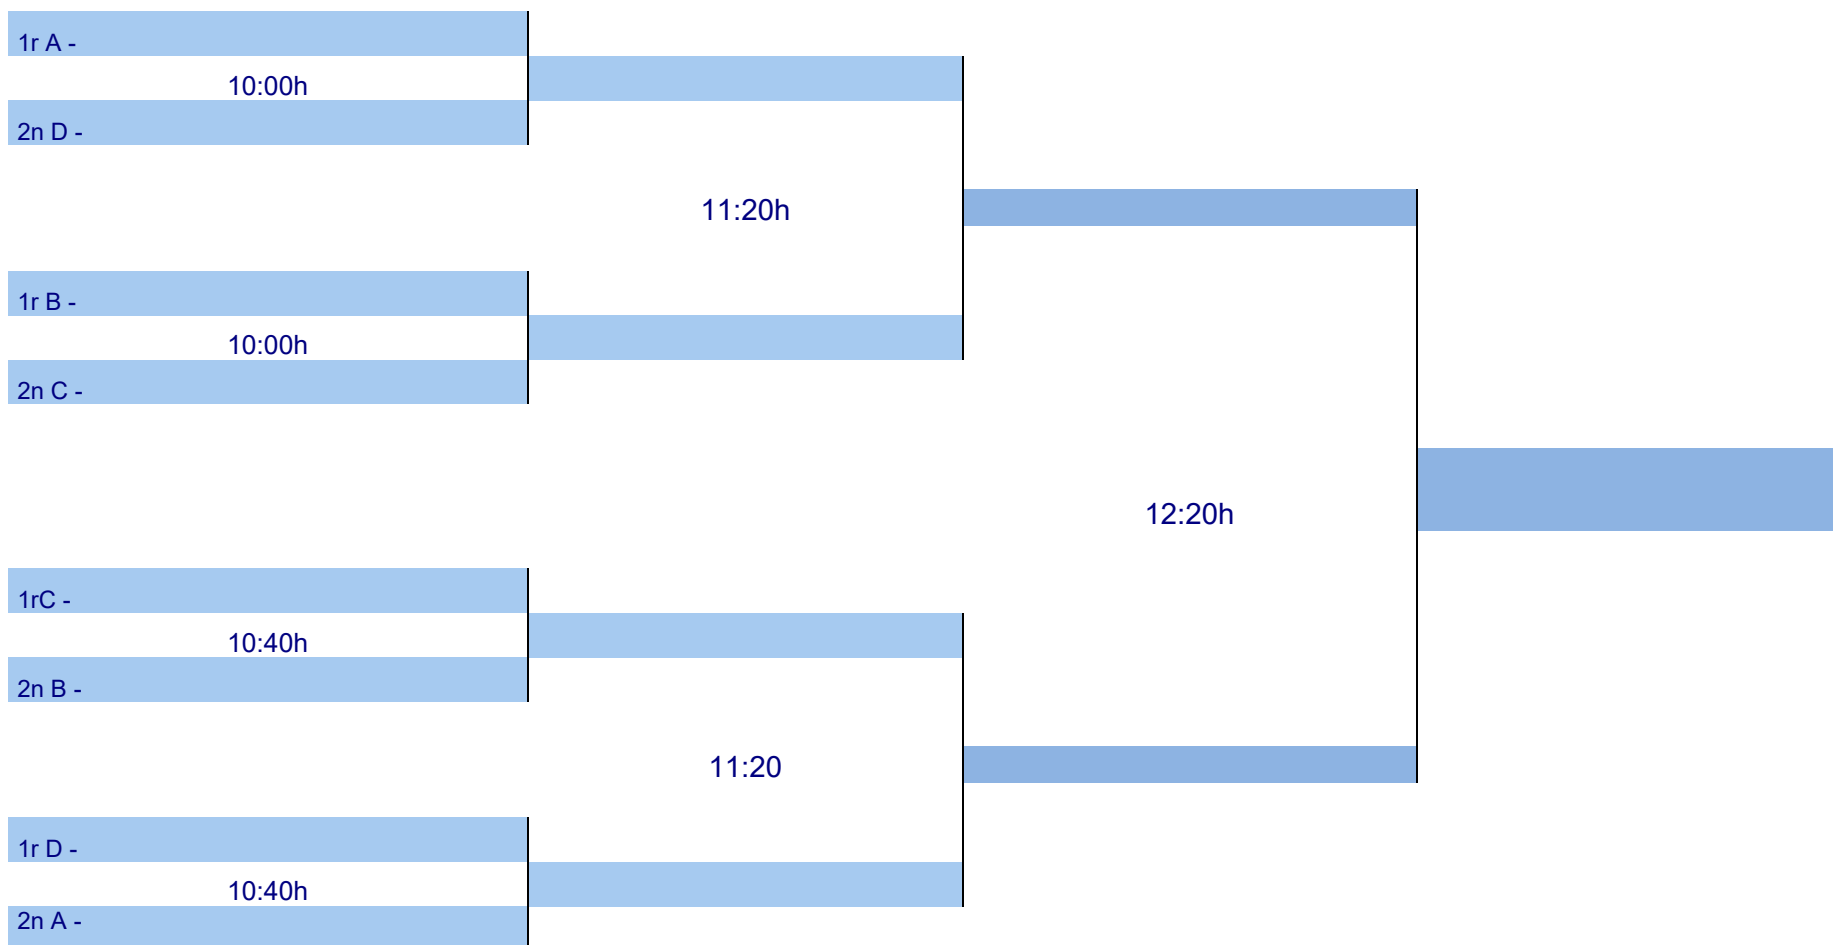 1r A -
10:00h
2n D -
11:20h
1r B -
10:00h
2n C -
12:20h
1rC -
10:40h
2n B -
11:20
1r D -
10:40h
2n A -